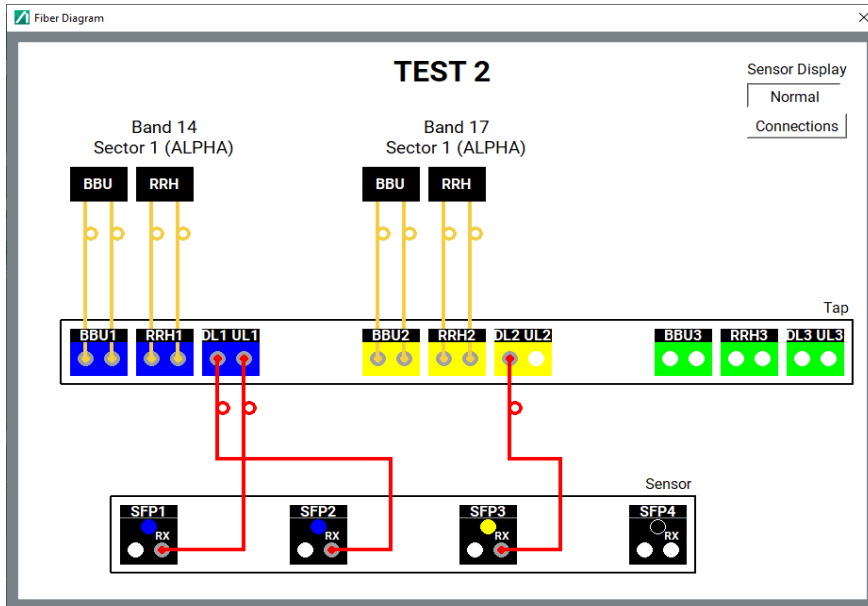 Fiber Diagram
TEST 2
Sensor Display
Normal
Connections
Band 14
Sector 1 (ALPHA)
Band 17
Sector 1 (ALPHA)
BBU RRH BBU RRH
Tap
BBU1 RRH1 DL1 UL1 BBU2 RRH2 DL2 UL2 BBU3 RRH3 DL3 UL3
Sensor
SFP1 SFP2 SFP3 SFP4
RX RX RX RX